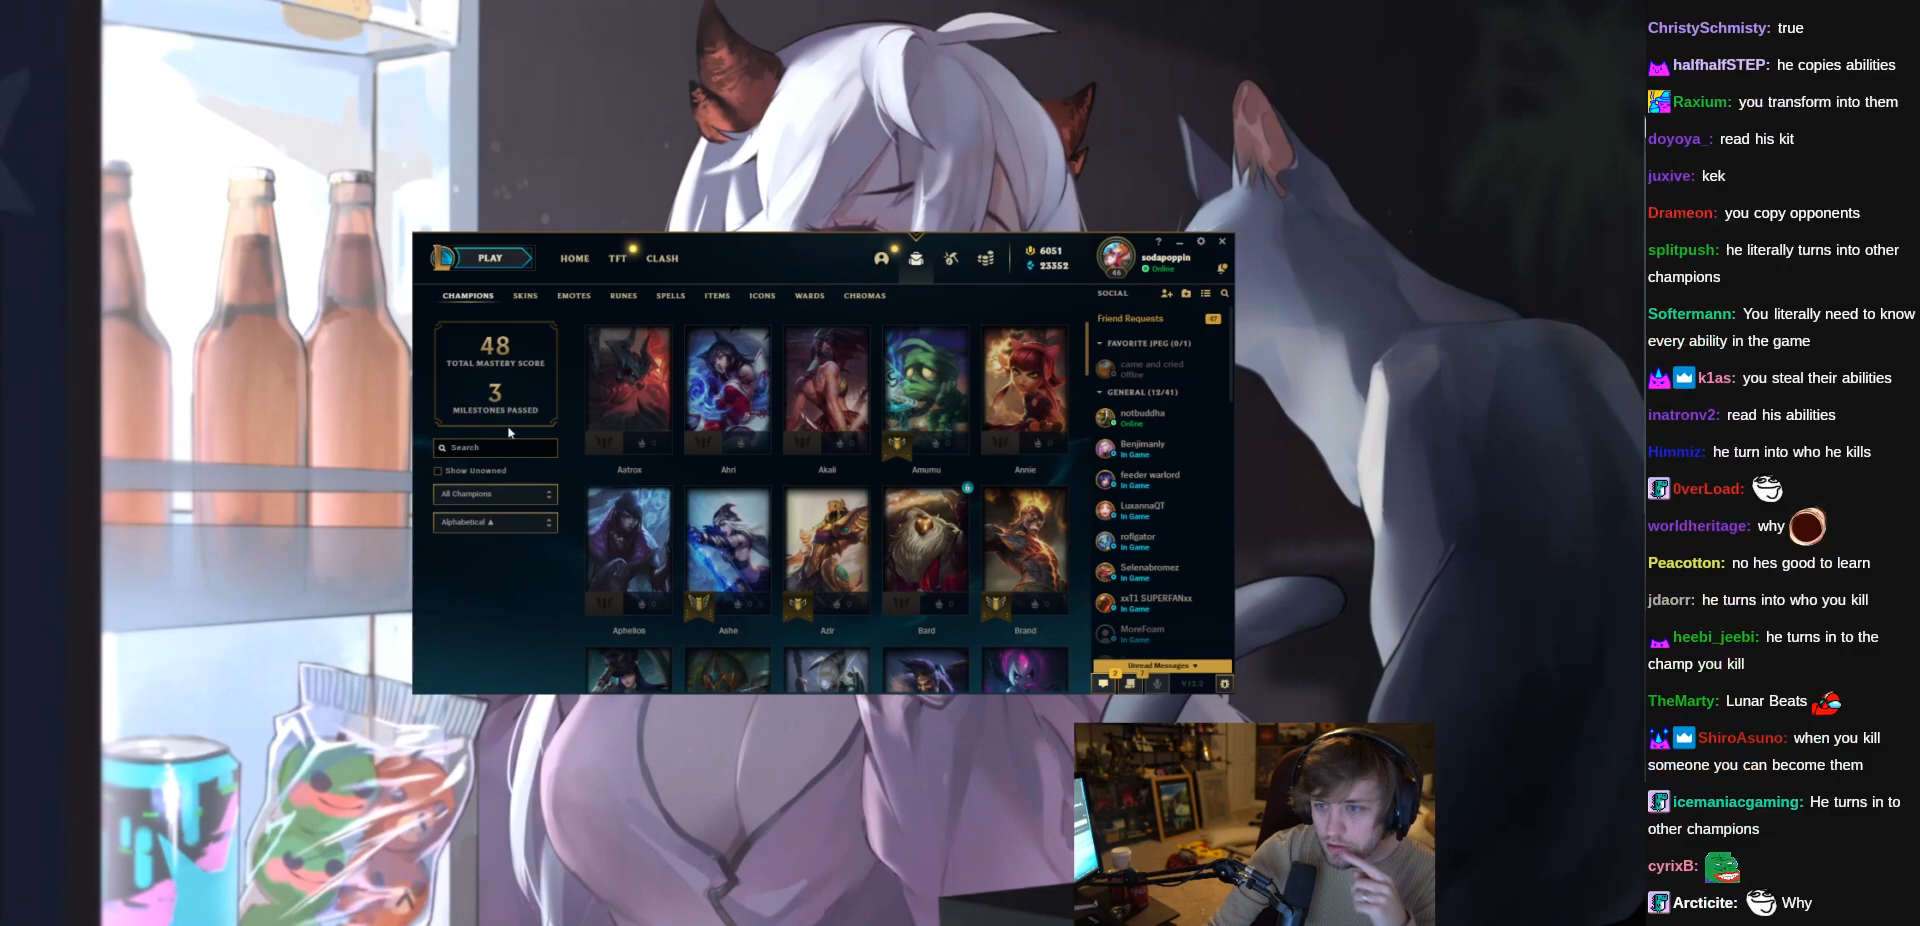 PLAY
HOME
TFT
CLASH
6051
23352
46
sodapoppin
Online
CHAMPIONS
SKINS
EMOTES
RUNES
SPELLS
ITEMS
ICONS
WARDS
CHROMAS
48
TOTAL MASTERY SCORE
3
MILESTONES PASSED
Search
Show Unowned
All Champions
Alphabetical ▲
Aatrox
Ahri
Akali
Amumu
Annie
Aphelios
Ashe
Azir
Bard
Brand
SOCIAL
Friend Requests
47
FAVORITE JPEG (0/1)
came and cried
Offline
GENERAL (12/41)
notbuddha
Online
Benjimanly
In Game
feeder warlord
In Game
LuxannaQT
In Game
roflgator
In Game
Selenabromez
In Game
xxT1 SUPERFANxx
In Game
MoreFoam
In Game
Unread Messages
2
7
V13.2
ChristySchmisty: true
halfhalfSTEP: he copies abilities
Raxium: you transform into them
doyoya_: read his kit
juxive: kek
Drameon: you copy opponents
splitpush: he literally turns into other
champions
Softermann: You literally need to know
every ability in the game
k1as: you steal their abilities
inatronv2: read his abilities
Himmiz: he turn into who he kills
0verLoad:
worldheritage: why
Peacotton: no hes good to learn
jdaorr: he turns into who you kill
heebi_jeebi: he turns in to the
champ you kill
TheMarty: Lunar Beats
ShiroAsuno: when you kill
someone you can become them
icemaniacgaming: He turns in to
other champions
cyrixB:
Arcticite: Why